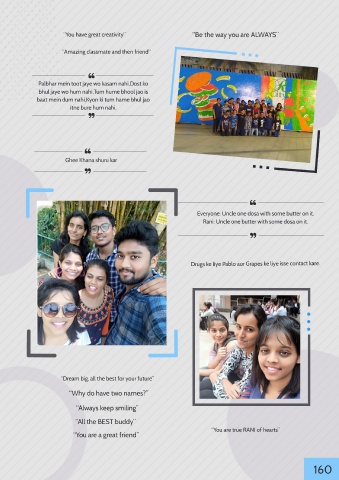 "You have great creativity"
"Amazing classmate and then friend"
Palbhar mein toot jaye wo kasam nahi,Dost ko
bhul jaye wo hum nahi, Tum hume bhool jao is
baat mein dum nahi,Kyon ki tum hame bhul jao
itne bure hum nahi.
Ghee Khana shuru kar
"Be the way you are ALWAYS"
Everyone: Uncle one dosa with some butter on it.
Rani: Uncle one butter with some dosa on it.
Drugs ke liye Pablo aur Grapes ke liye isse contact kare.
"Dream big, all the best for your future"
"Why do have two names?"
"Always keep smiling"
"All the BEST buddy"
"You are a great friend"
"You are true RANI of hearts"
160